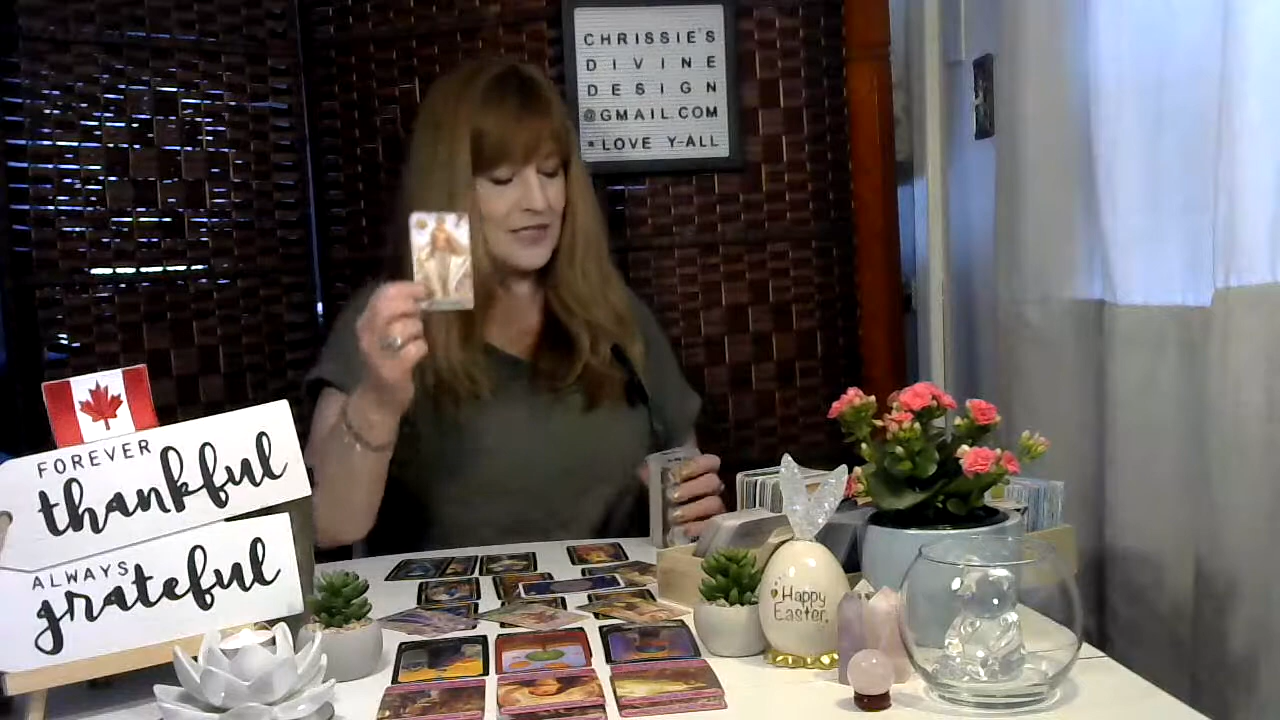 CHRISSIE'S
DIVINE
DESIGN
@GMAIL.COM
*LOVE Y-ALL
FOREVER
thankful
ALWAYS
grateful
Happy
Easter